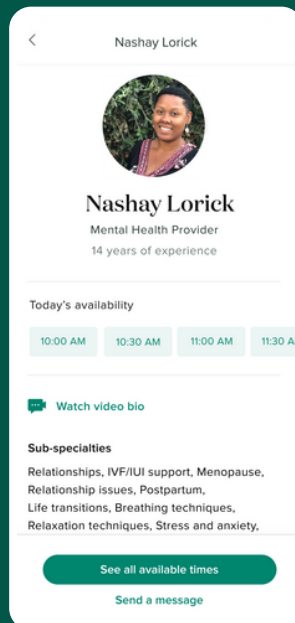 Nashay Lorick
Nashay Lorick
Mental Health Provider
14 years of experience
Today's availability
10:00 AM 10:30 AM 11:00 AM 11:30 A
Watch video bio
Sub-specialties
Relationships, IVF/IUI support, Menopause,
Relationship issues, Postpartum,
Life transitions, Breathing techniques,
Relaxation techniques, Stress and anxiety,
See all available times
Send a message